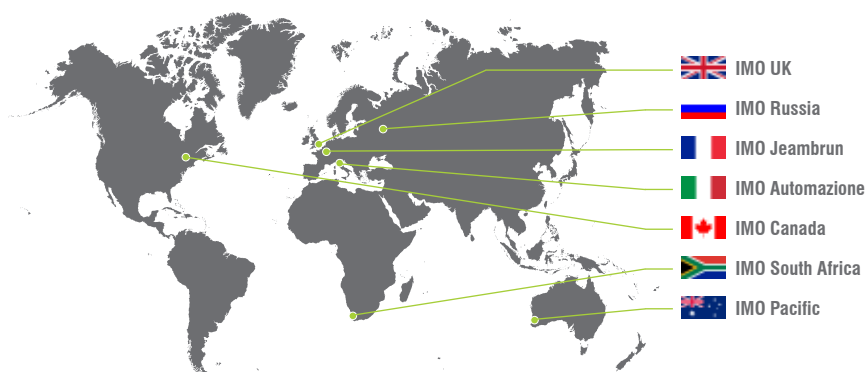 IMO UK
IMO Russia
IMO Jeambrun
IMO Automazione
IMO Canada
IMO South Africa
IMO Pacific